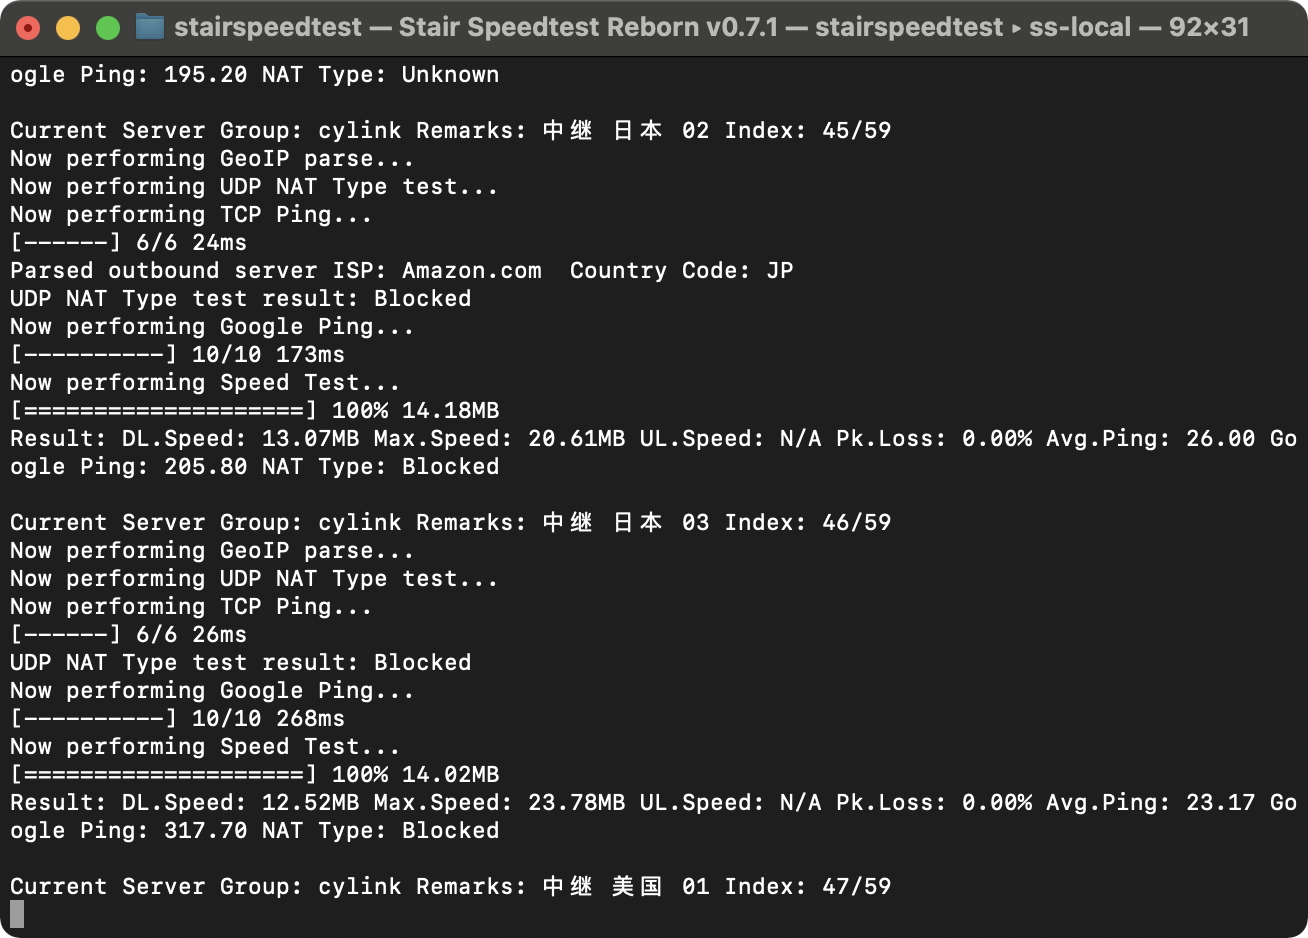 stairspeedtest — Stair Speedtest Reborn v0.7.1 — stairspeedtest ▸ ss-local — 92×31
ogle Ping: 195.20 NAT Type: Unknown
Current Server Group: cylink Remarks: 中继 日本 02 Index: 45/59
Now performing GeoIP parse...
Now performing UDP NAT Type test...
Now performing TCP Ping...
[------] 6/6 24ms
Parsed outbound server ISP: Amazon.com  Country Code: JP
UDP NAT Type test result: Blocked
Now performing Google Ping...
[----------] 10/10 173ms
Now performing Speed Test...
[====================] 100% 14.18MB
Result: DL.Speed: 13.07MB Max.Speed: 20.61MB UL.Speed: N/A Pk.Loss: 0.00% Avg.Ping: 26.00 Go
ogle Ping: 205.80 NAT Type: Blocked
Current Server Group: cylink Remarks: 中继 日本 03 Index: 46/59
Now performing GeoIP parse...
Now performing UDP NAT Type test...
Now performing TCP Ping...
[------] 6/6 26ms
UDP NAT Type test result: Blocked
Now performing Google Ping...
[----------] 10/10 268ms
Now performing Speed Test...
[====================] 100% 14.02MB
Result: DL.Speed: 12.52MB Max.Speed: 23.78MB UL.Speed: N/A Pk.Loss: 0.00% Avg.Ping: 23.17 Go
ogle Ping: 317.70 NAT Type: Blocked
Current Server Group: cylink Remarks: 中继 美国 01 Index: 47/59